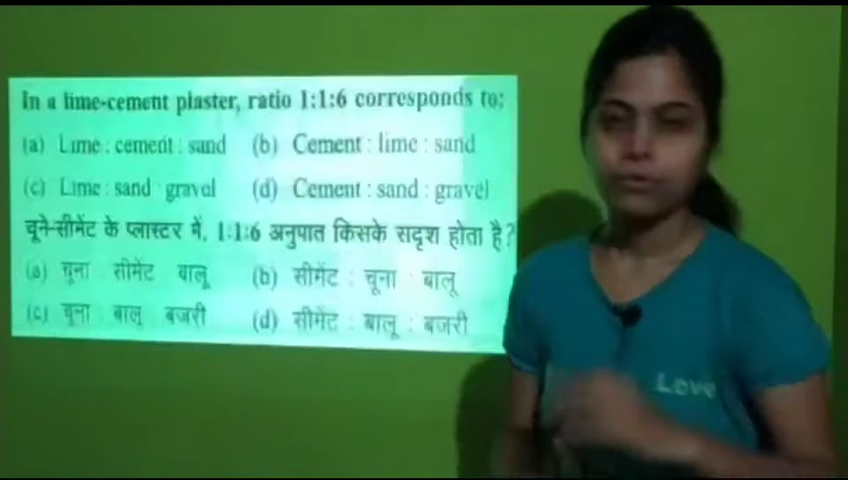 In a lime-cement plaster, ratio 1:1:6 corresponds to:
(a) Lime : cement : sand (b) Cement : lime : sand
(c) Lime : sand gravel (d) Cement : sand : gravel
चूने-सीमेंट के प्लास्टर में, 1:1:6 अनुपात किसके सदृश होता है?
(a) चूना सीमेंट बालू (b) सीमेंट : चूना : बालू
(c) चूना बालू बजरी (d) सीमेंट : बालू : बजरी
Love